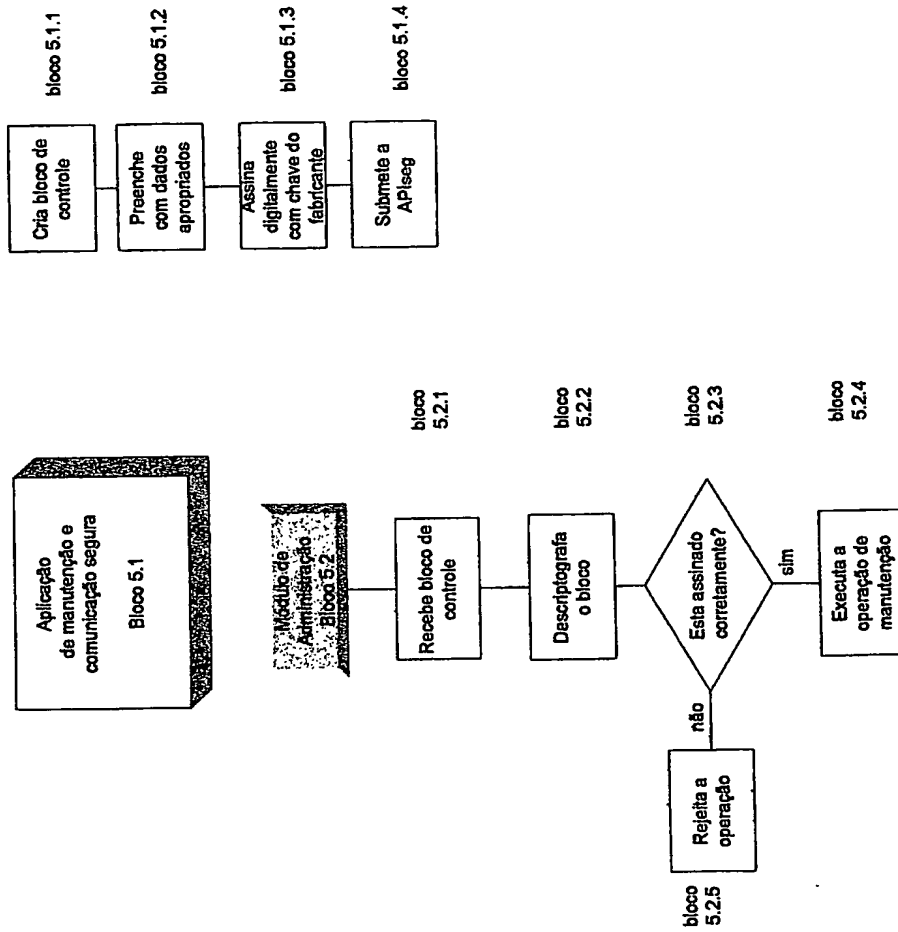 Aplicação
de manutenção e
comunicação segura
Bloco 5.1
Cria bloco de
controle
bloco 5.1.1
Preenche
com dados
apropriados
bloco 5.1.2
Assina
digitalmente
com chave do
fabricante
bloco 5.1.3
Submete a
APIseg
bloco 5.1.4
Módulo de
Administração
Bloco 5.2
Recebe bloco de
controle
bloco
5.2.1
Descriptografa
o bloco
bloco
5.2.2
Esta assinado
corretamente?
bloco
5.2.3
não
sim
Rejeita a
operação
bloco
5.2.5
Executa a
operação de
manutenção
bloco
5.2.4